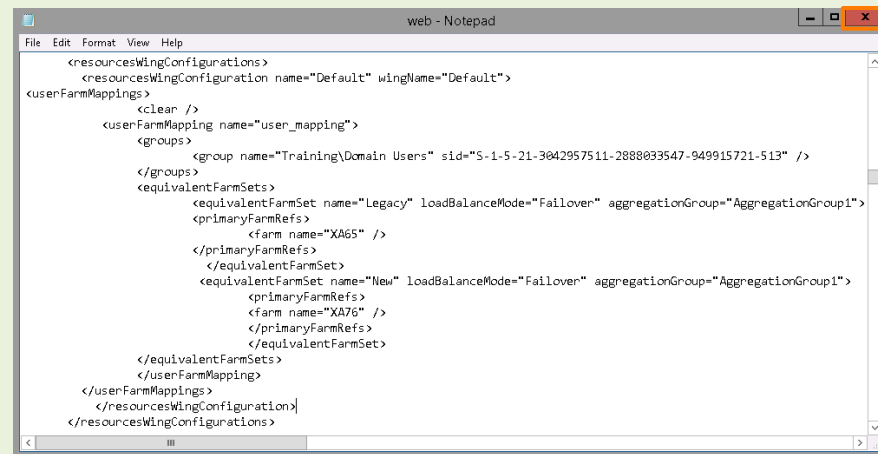 web - Notepad
File Edit Format View Help
<resourcesWingConfigurations>
<resourcesWingConfiguration name="Default" wingName="Default">
<userFarmMappings>
<clear />
<userFarmMapping name="user_mapping">
<groups>
<group name="Training\Domain Users" sid="S-1-5-21-3042957511-2888033547-949915721-513" />
</groups>
<equivalentFarmSets>
<equivalentFarmSet name="Legacy" loadBalanceMode="Failover" aggregationGroup="AggregationGroup1">
<primaryFarmRefs>
<farm name="XA65" />
</primaryFarmRefs>
</equivalentFarmSet>
<equivalentFarmSet name="New" loadBalanceMode="Failover" aggregationGroup="AggregationGroup1">
<primaryFarmRefs>
<farm name="XA76" />
</primaryFarmRefs>
</equivalentFarmSet>
</equivalentFarmSets>
</userFarmMapping>
</userFarmMappings>
</resourcesWingConfiguration>
</resourcesWingConfigurations>